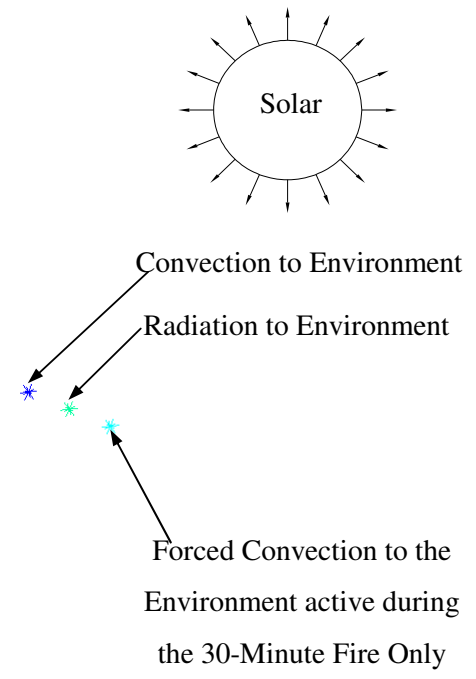 Solar
Convection to Environment
Radiation to Environment
Forced Convection to the
Environment active during
the 30-Minute Fire Only